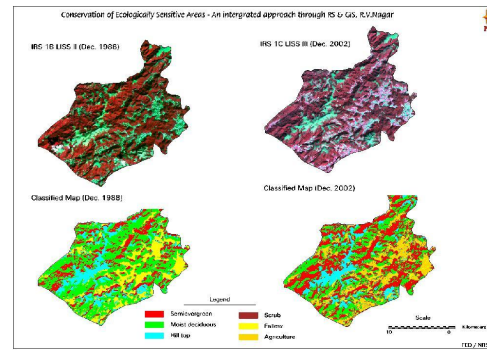 Conservation of Ecologically Sensitive Areas - An intergrated approach through RS & GIS, R.V.Nagar
IRS 1B LISS II (Dec. 1988)
IRS 1C LISS III (Dec. 2002)
Classified Map (Dec. 1988)
Classified Map (Dec. 2002)
Legend
Semievergreen
Moist deciduous
Hill top
Scrub
Fallow
Agriculture
Scale
10
0
Kilometers